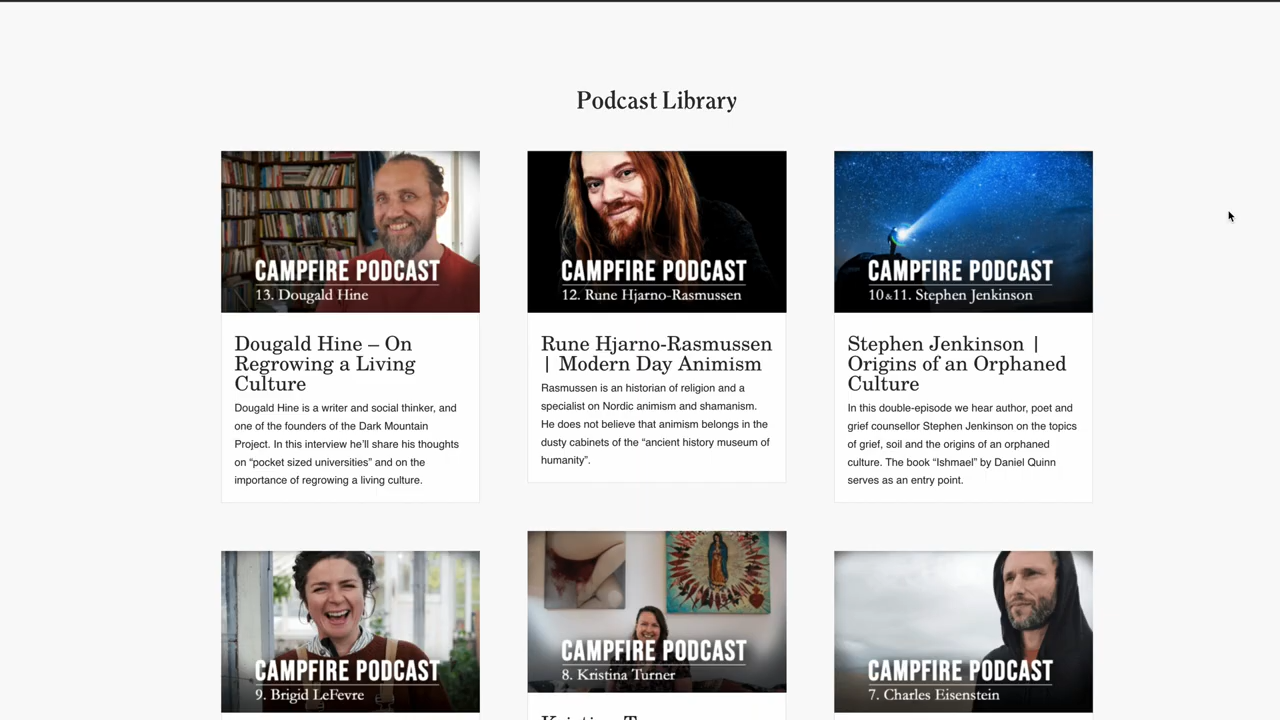 Podcast Library
CAMPFIRE PODCAST
13. Dougald Hine
Dougald Hine – On
Regrowing a Living
Culture
Dougald Hine is a writer and social thinker, and
one of the founders of the Dark Mountain
Project. In this interview he’ll share his thoughts
on “pocket sized universities” and on the
importance of regrowing a living culture.
CAMPFIRE PODCAST
12. Rune Hjarno-Rasmussen
Rune Hjarno-Rasmussen
| Modern Day Animism
Rasmussen is an historian of religion and a
specialist on Nordic animism and shamanism.
He does not believe that animism belongs in the
dusty cabinets of the “ancient history museum of
humanity”.
CAMPFIRE PODCAST
10 & 11. Stephen Jenkinson
Stephen Jenkinson |
Origins of an Orphaned
Culture
In this double-episode we hear author, poet and
grief counsellor Stephen Jenkinson on the topics
of grief, soil and the origins of an orphaned
culture. The book “Ishmael” by Daniel Quinn
serves as an entry point.
CAMPFIRE PODCAST
9. Brigid LeFevre
CAMPFIRE PODCAST
8. Kristina Turner
CAMPFIRE PODCAST
7. Charles Eisenstein